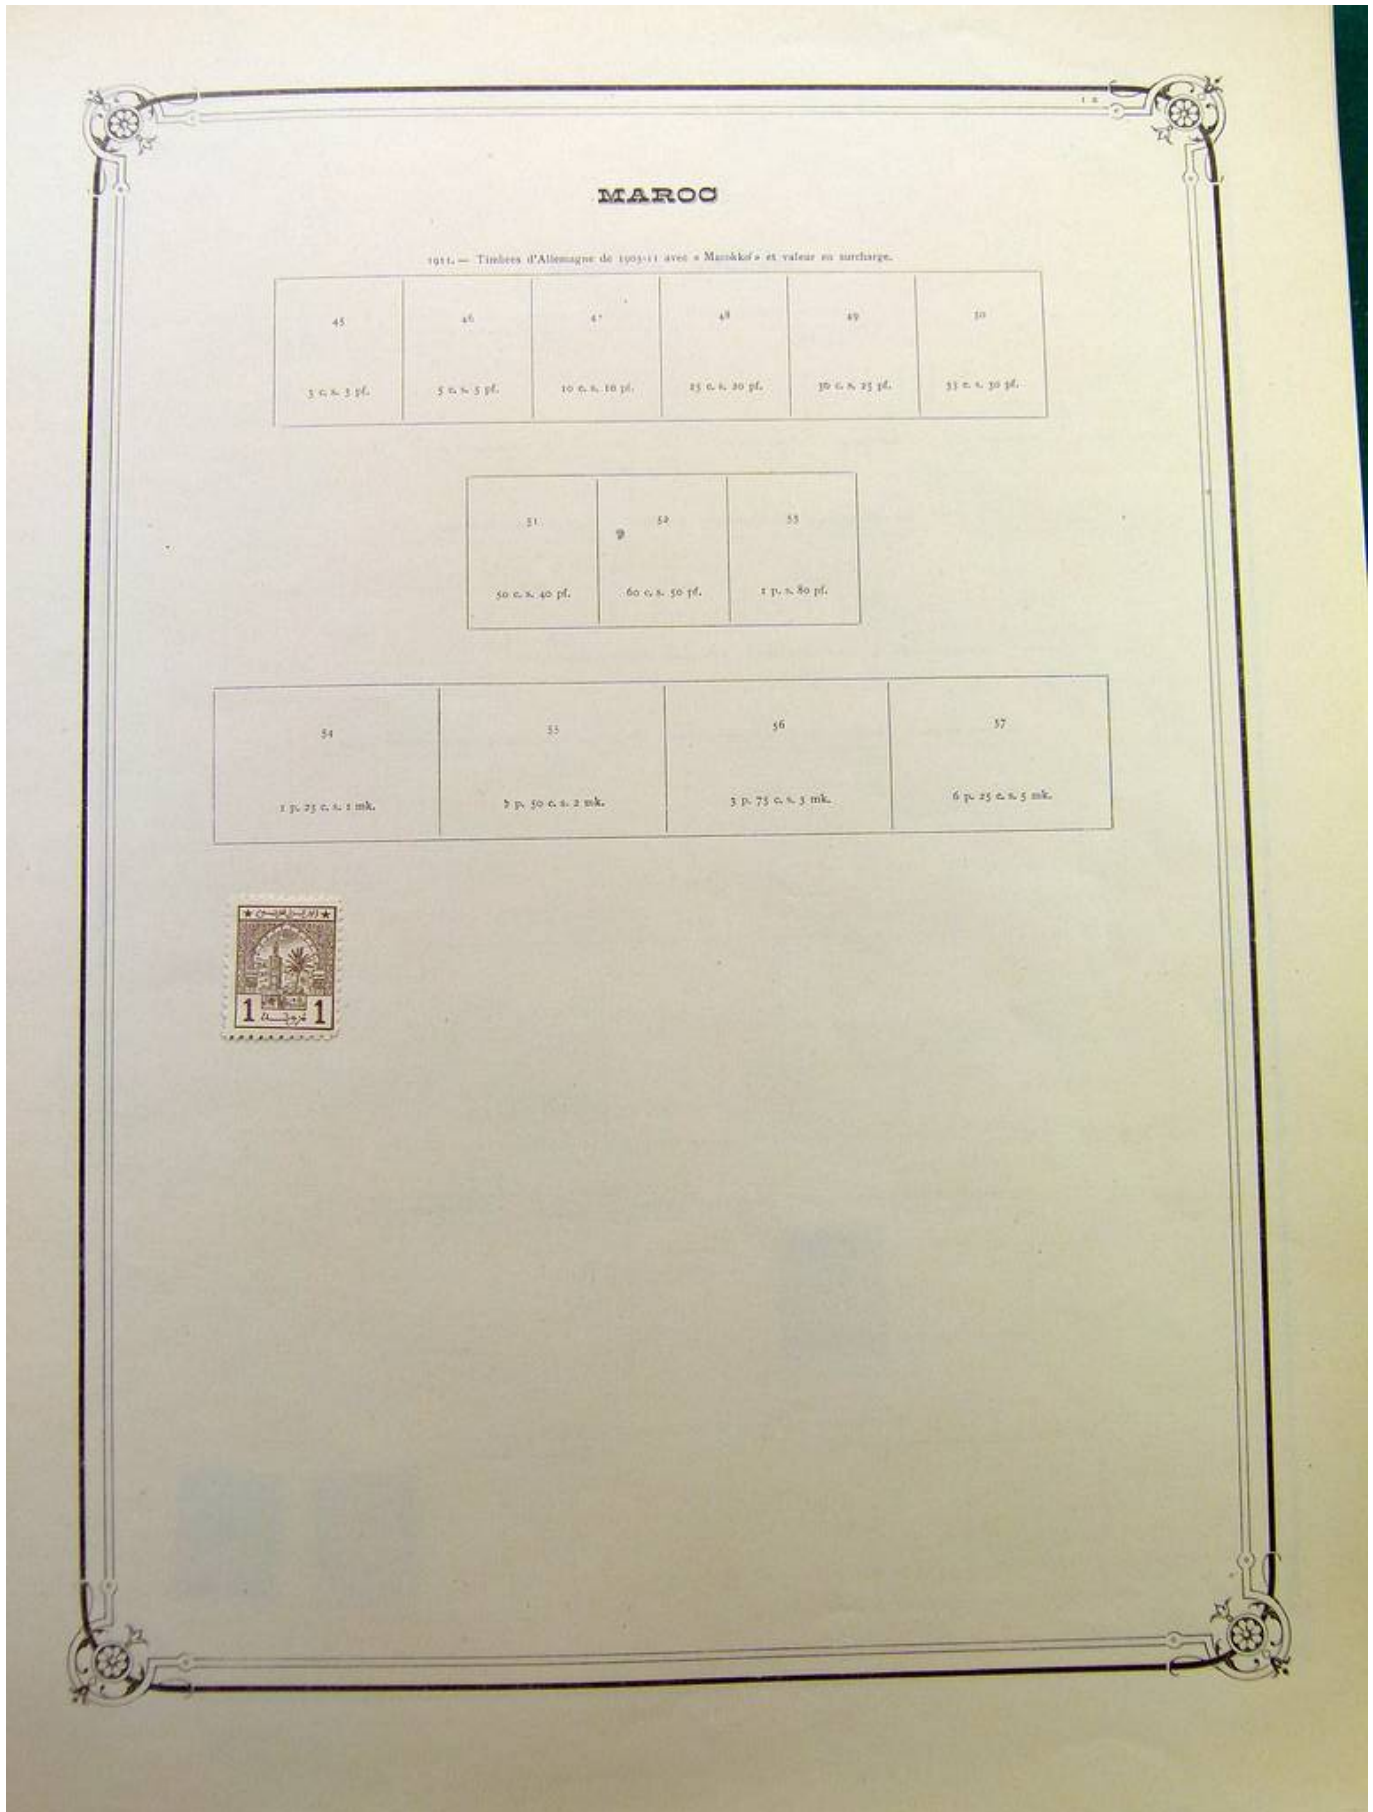 MAROC
1911. — Timbres d'Allemagne de 1905-11 avec « Marokko » et valeur en surcharge.
45 46 4 48 49 50
3 c. s. 3 pf. 5 c. s. 5 pf. 10 c. s. 10 pf. 25 c. s. 20 pf. 30 c. s. 25 pf. 35 c. s. 30 pf.
51 52 53
50 c. s. 40 pf. 60 c. s. 50 pf. 1 p. s. 80 pf.
54 55 56 57
1 p. 25 c. s. 1 mk. p. 50 c. s. 2 mk. 3 p. 75 c. s. 3 mk. 6 p. 25 c. s. 5 mk.
1 1